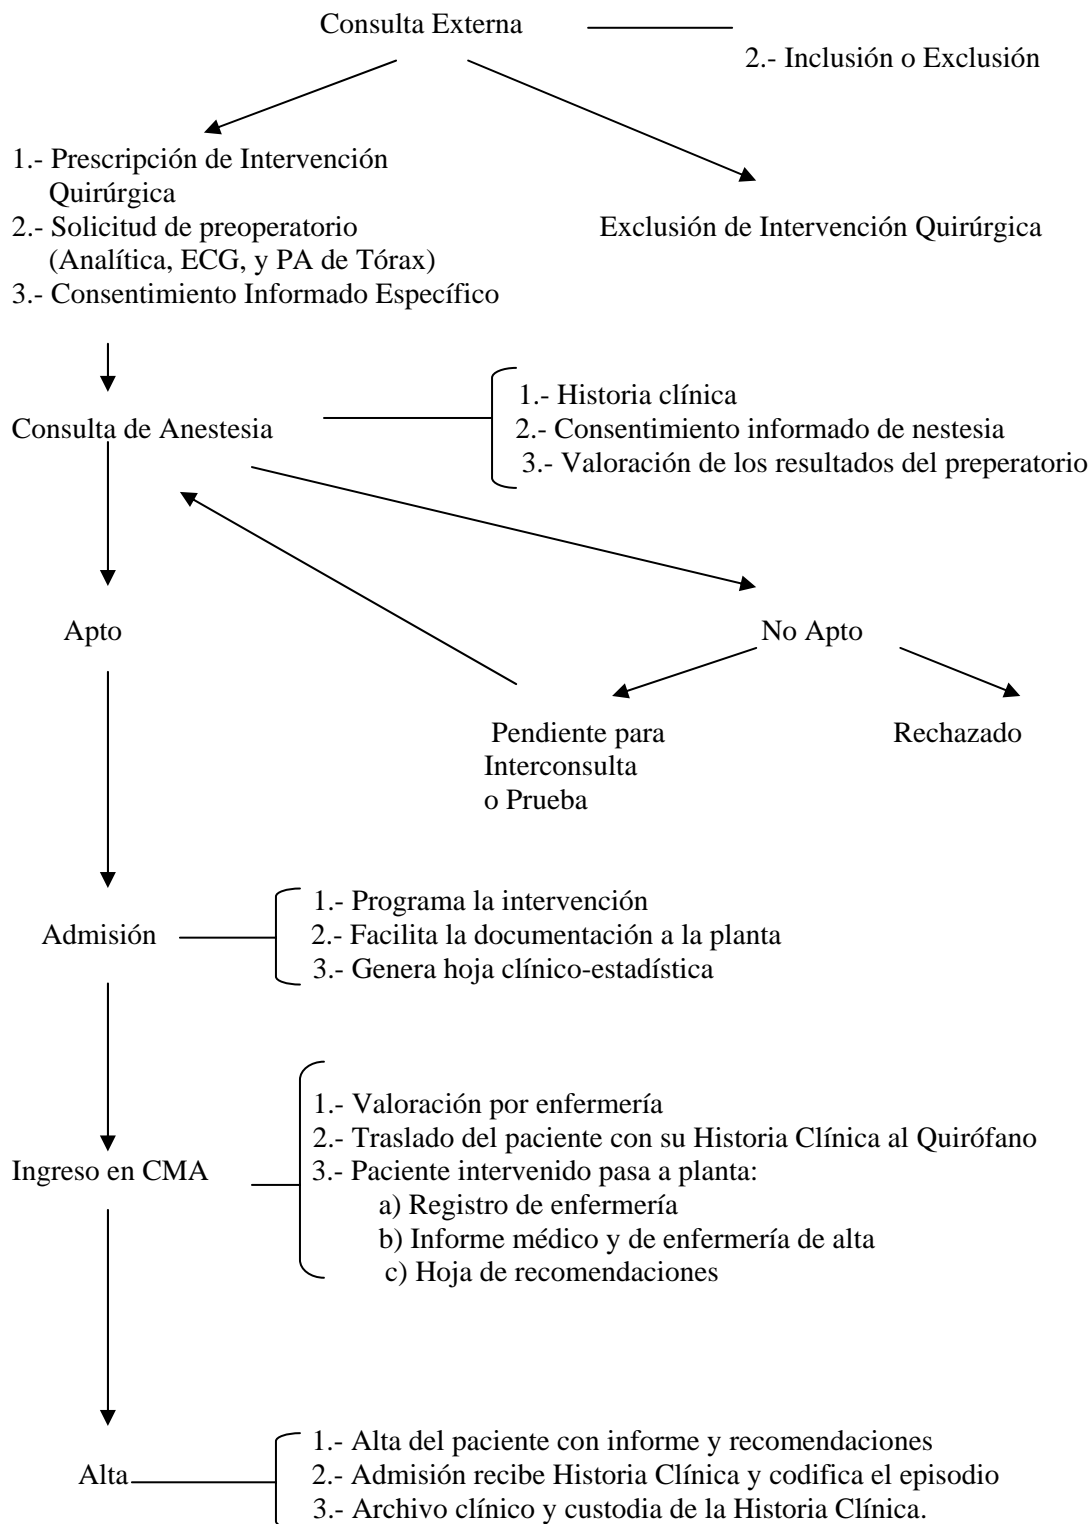 Consulta Externa
2.- Inclusión o Exclusión
1.- Prescripción de Intervención
Quirúrgica
2.- Solicitud de preoperatorio
(Analítica, ECG, y PA de Tórax)
3.- Consentimiento Informado Específico
Exclusión de Intervención Quirúrgica
Consulta de Anestesia
1.- Historia clínica
2.- Consentimiento informado de nestesia
3.- Valoración de los resultados del preperatorio
Apto
No Apto
Pendiente para
Interconsulta
o Prueba
Rechazado
Admisión
1.- Programa la intervención
2.- Facilita la documentación a la planta
3.- Genera hoja clínico-estadística
Ingreso en CMA
1.- Valoración por enfermería
2.- Traslado del paciente con su Historia Clínica al Quirófano
3.- Paciente intervenido pasa a planta:
a) Registro de enfermería
b) Informe médico y de enfermería de alta
c) Hoja de recomendaciones
Alta
1.- Alta del paciente con informe y recomendaciones
2.- Admisión recibe Historia Clínica y codifica el episodio
3.- Archivo clínico y custodia de la Historia Clínica.